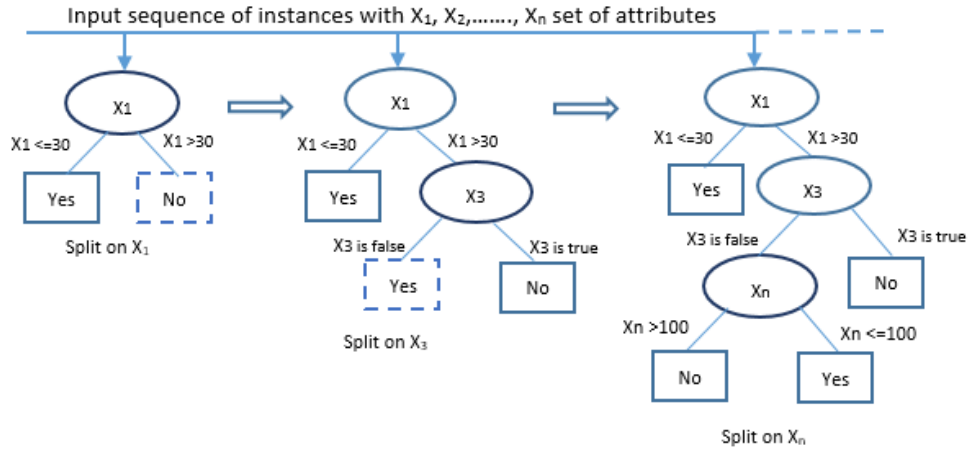 Input sequence of instances with X₁, X₂,......., Xₙ set of attributes
X1
X1 <=30
X1 >30
Yes
No
Split on X₁
X1
X1 <=30
X1 >30
Yes
X3
X3 is false
X3 is true
Yes
No
Split on X₃
X1
X1 <=30
X1 >30
Yes
X3
X3 is false
X3 is true
Xn
No
Xn >100
Xn <=100
No
Yes
Split on Xₙ